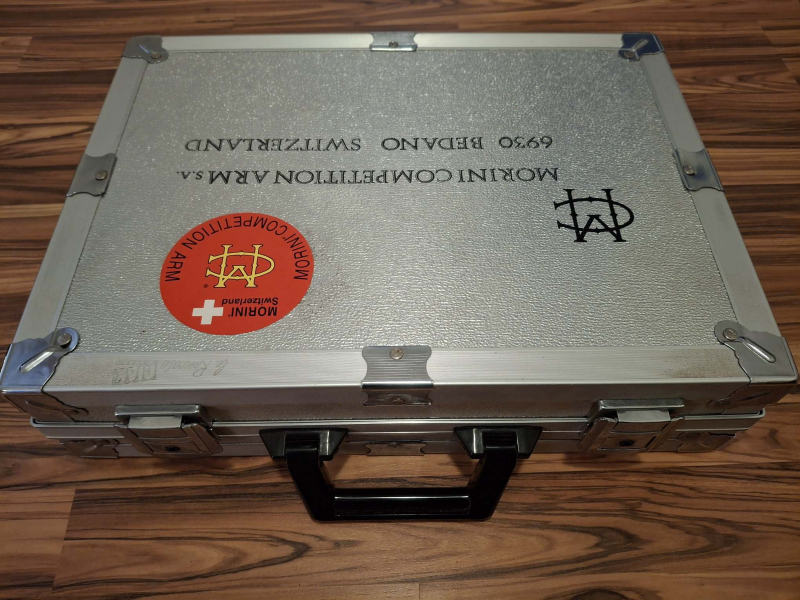 MORINI COMPETITION ARM S.A.
6930 BEDANO SWITZERLAND
MORINI®
Switzerland
MORINI® COMPETITION ARM